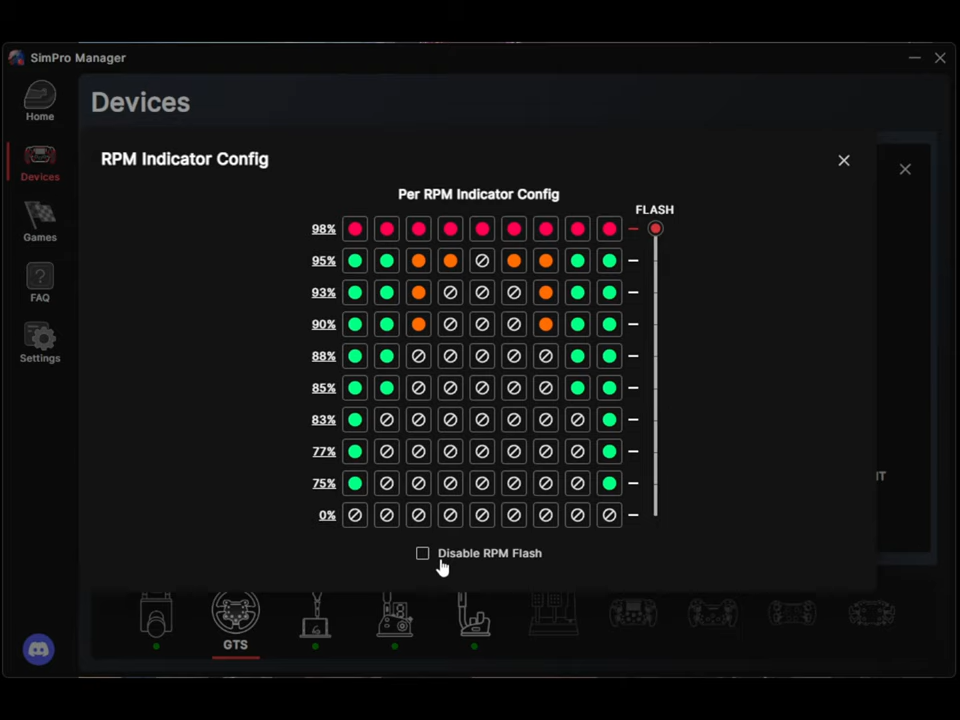 SimPro Manager
Home
Devices
Games
FAQ
Settings
Devices
RPM Indicator Config
Per RPM Indicator Config
FLASH
98%
95%
93%
90%
88%
85%
83%
77%
75%
0%
Disable RPM Flash
GTS